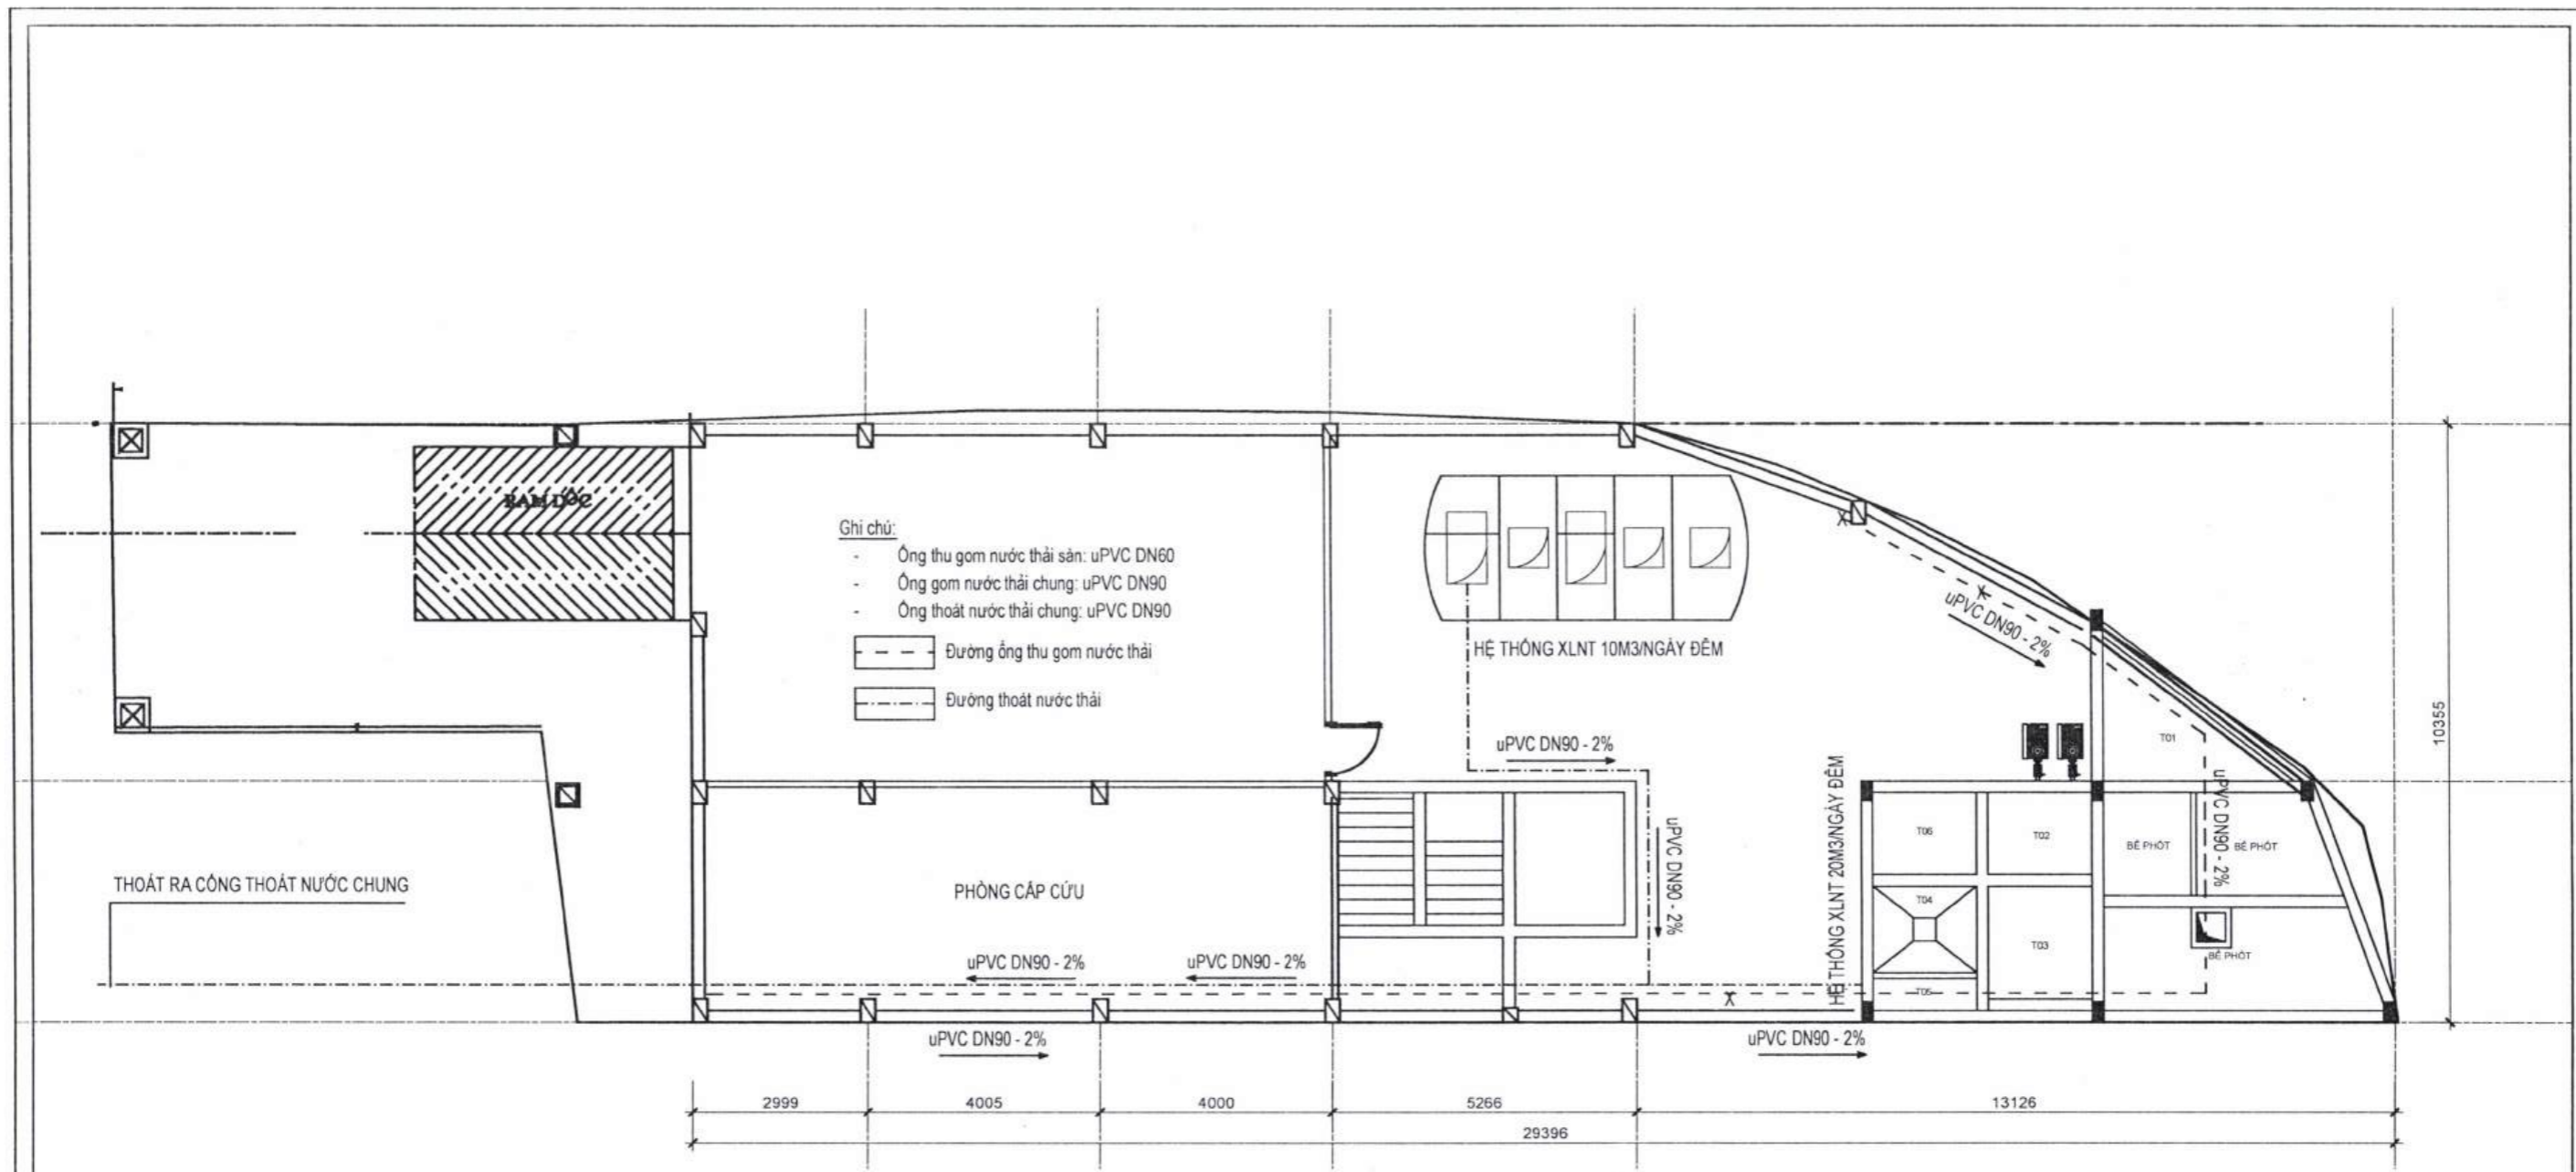 RAM DỐC
Ghi chú:
- Ống thu gom nước thải sàn: uPVC DN60
- Ống gom nước thải chung: uPVC DN90
- Ống thoát nước thải chung: uPVC DN90
Đường ống thu gom nước thải
Đường thoát nước thải
HỆ THỐNG XLNT 10M3/NGÀY ĐÊM
uPVC DN90 - 2%
uPVC DN90 - 2%
uPVC DN90 - 2%
uPVC DN90 - 2%
HỆ THỐNG XLNT 20M3/NGÀY ĐÊM
T01
T06
T02
T04
T03
T05
BỂ PHỐT
BỂ PHỐT
BỂ PHỐT
10355
THOÁT RA CỐNG THOÁT NƯỚC CHUNG
PHÒNG CẤP CỨU
uPVC DN90 - 2%
uPVC DN90 - 2%
uPVC DN90 - 2%
uPVC DN90 - 2%
2999
4005
4000
5266
13126
29396